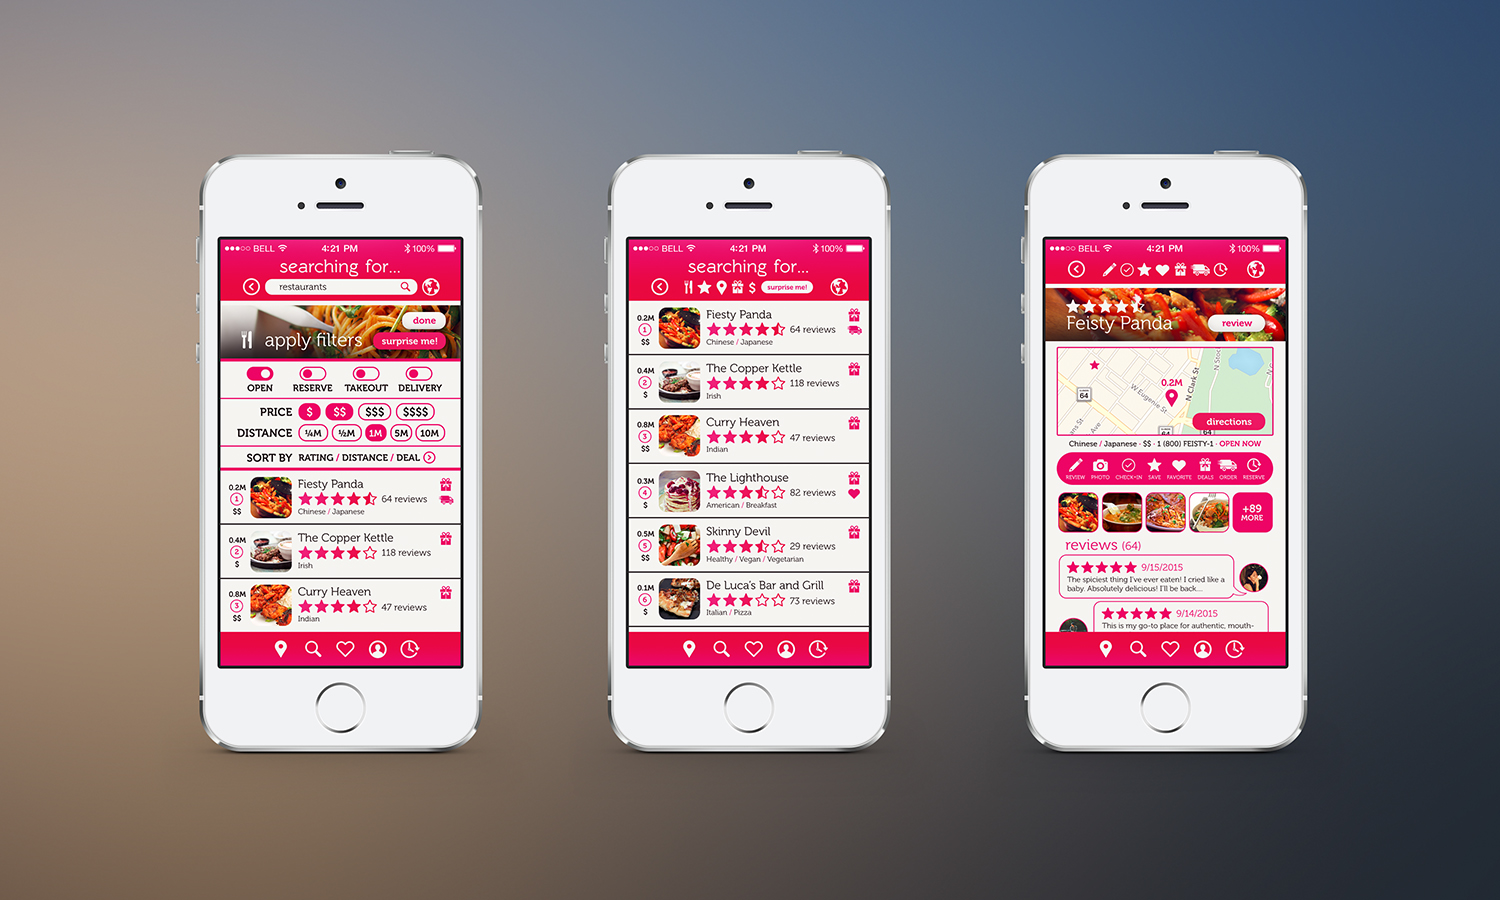 BELL 4:21 PM 100%
searching for...
restaurants
done
apply filters
surprise me!
OPEN RESERVE TAKEOUT DELIVERY
PRICE $ $$ $$$ $$$$
DISTANCE ¼M ½M 1M 5M 10M
SORT BY RATING / DISTANCE / DEAL
0.2M
1
$$
Fiesty Panda
64 reviews
Chinese / Japanese
0.4M
2
$
The Copper Kettle
118 reviews
Irish
0.8M
3
$$
Curry Heaven
47 reviews
Indian
BELL 4:21 PM 100%
searching for...
$ surprise me!
0.2M
1
$$
Fiesty Panda
64 reviews
Chinese / Japanese
0.4M
2
$
The Copper Kettle
118 reviews
Irish
0.8M
3
$$
Curry Heaven
47 reviews
Indian
0.3M
4
$
The Lighthouse
82 reviews
American / Breakfast
0.5M
5
$$
Skinny Devil
29 reviews
Healthy / Vegan / Vegetarian
0.1M
6
$
De Luca's Bar and Grill
73 reviews
Italian / Pizza
BELL 4:21 PM 100%
Feisty Panda
review
0.2M
W Eugenie St
N Clark St
64
64
directions
Chinese / Japanese · $$ · 1 (800) FEISTY-1 · OPEN NOW
REVIEW PHOTO CHECK-IN SAVE FAVORITE DEALS ORDER RESERVE
+89
MORE
reviews (64)
9/15/2015
The spiciest thing I've ever eaten! I cried like a
baby. Absolutely delicious! I'll be back....
9/14/2015
This is my go-to place for authentic, mouth-